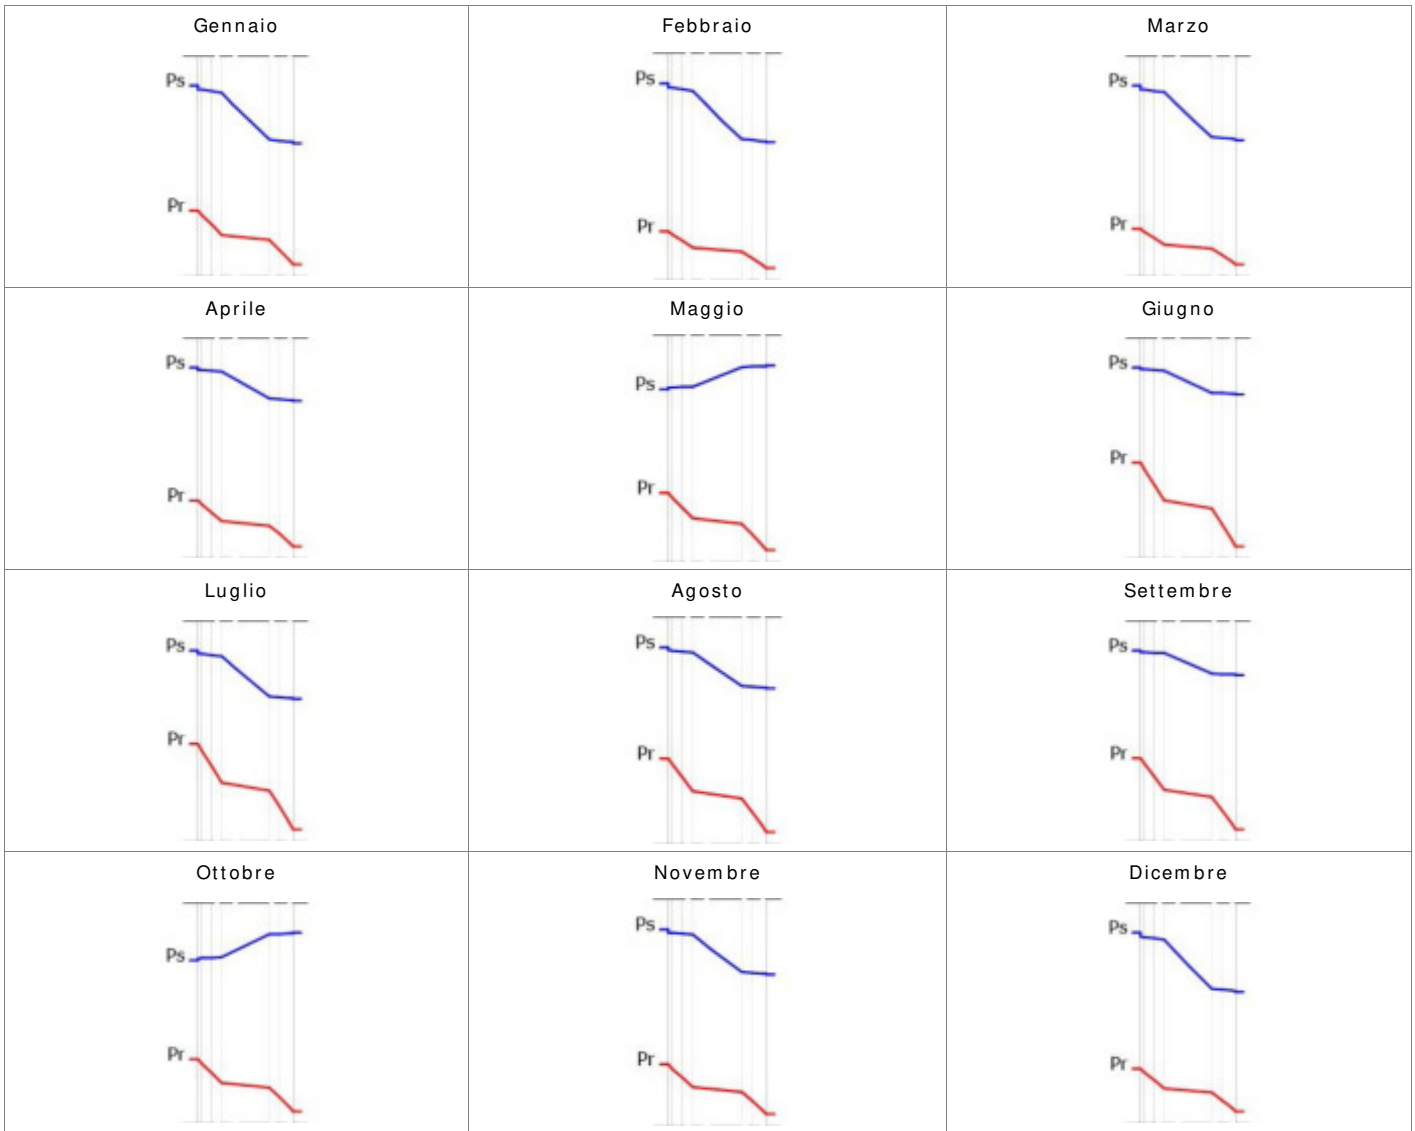 Gennaio Febbraio Marzo
Ps Ps Ps
Pr Pr Pr
Aprile Maggio Giugno
Ps Ps Ps
Pr Pr Pr
Luglio Agosto Settembre
Ps Ps Ps
Pr Pr Pr
Ottobre Novembre Dicembre
Ps Ps Ps
Pr Pr Pr